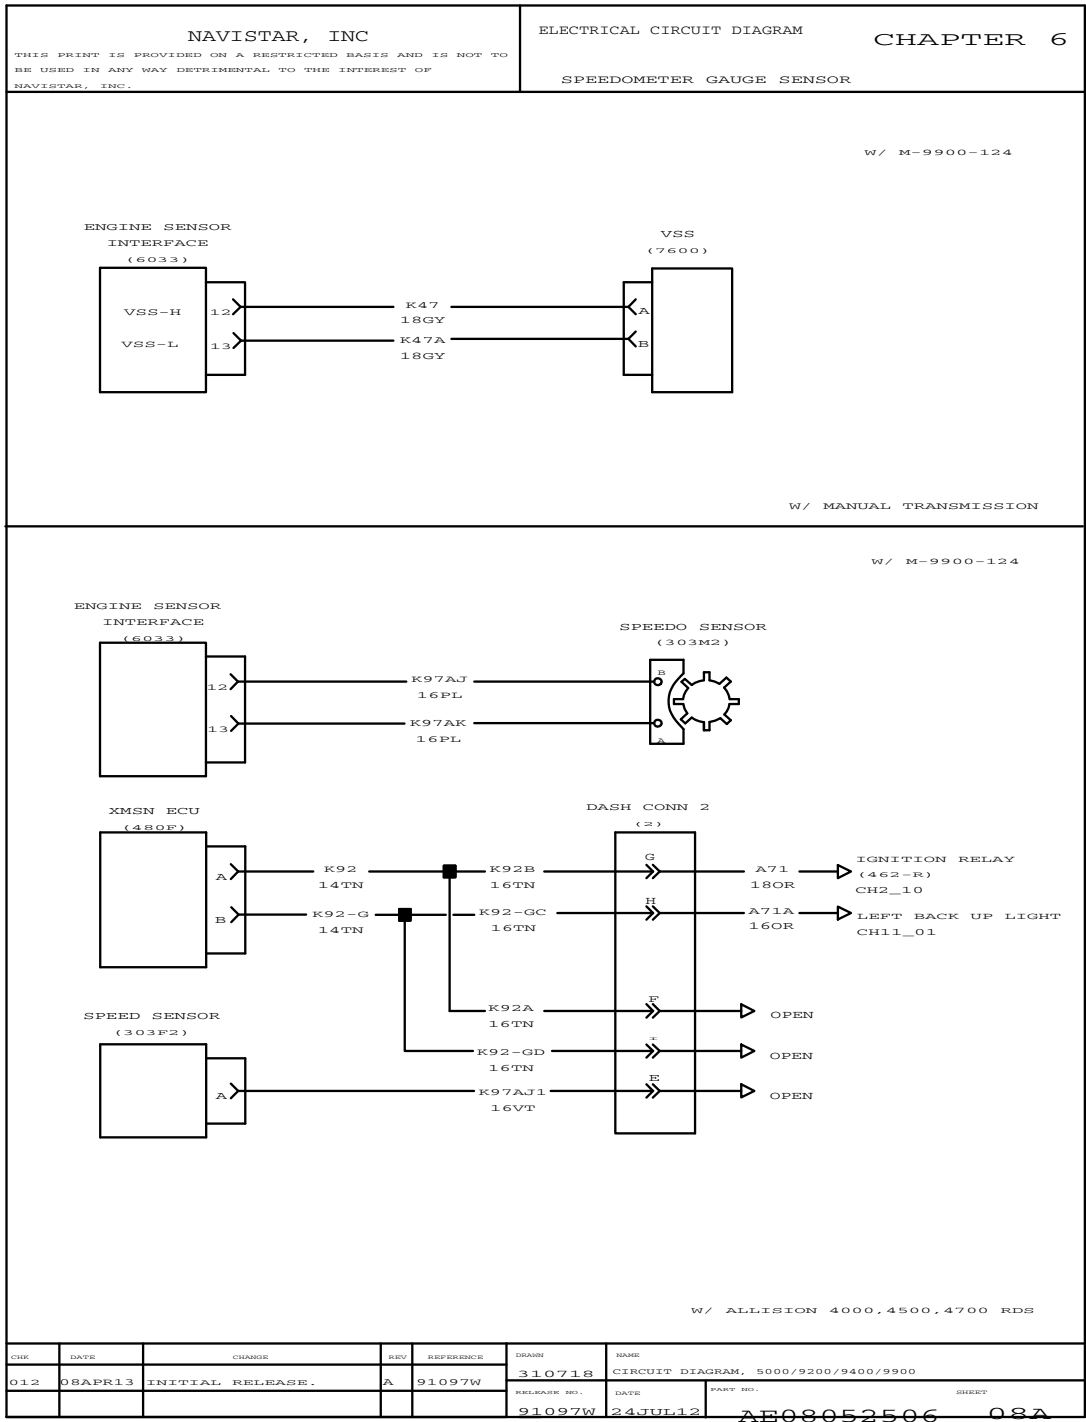 NAVISTAR, INC
THIS PRINT IS PROVIDED ON A RESTRICTED BASIS AND IS NOT TO
BE USED IN ANY WAY DETRIMENTAL TO THE INTEREST OF
NAVISTAR, INC.
ELECTRICAL CIRCUIT DIAGRAM
CHAPTER 6
SPEEDOMETER GAUGE SENSOR
W/ M-9900-124
ENGINE SENSOR
INTERFACE
(6033)
VSS
(7600)
VSS-H
12
K47
18GY
A
VSS-L
13
K47A
18GY
B
W/ MANUAL TRANSMISSION
W/ M-9900-124
ENGINE SENSOR
INTERFACE
(6033)
SPEEDO SENSOR
(303M2)
12
K97AJ
16PL
B
13
K97AK
16PL
A
XMSN ECU
(480F)
DASH CONN 2
(2)
A
K92
14TN
K92B
16TN
G
A71
18OR
IGNITION RELAY
(462-R)
CH2_10
B
K92-G
14TN
K92-GC
16TN
H
A71A
16OR
LEFT BACK UP LIGHT
CH11_01
K92A
16TN
F
OPEN
SPEED SENSOR
(303F2)
K92-GD
16TN
I
OPEN
A
K97AJ1
16VT
E
OPEN
W/ ALLISION 4000,4500,4700 RDS
CHK DATE CHANGE REV REFERENCE
012 08APR13 INITIAL RELEASE. A 91097W
DRAWN
310718
NAME
CIRCUIT DIAGRAM, 5000/9200/9400/9900
RELEASE NO.
91097W
DATE
24JUL12
PART NO.
AE08052506
SHEET
08A